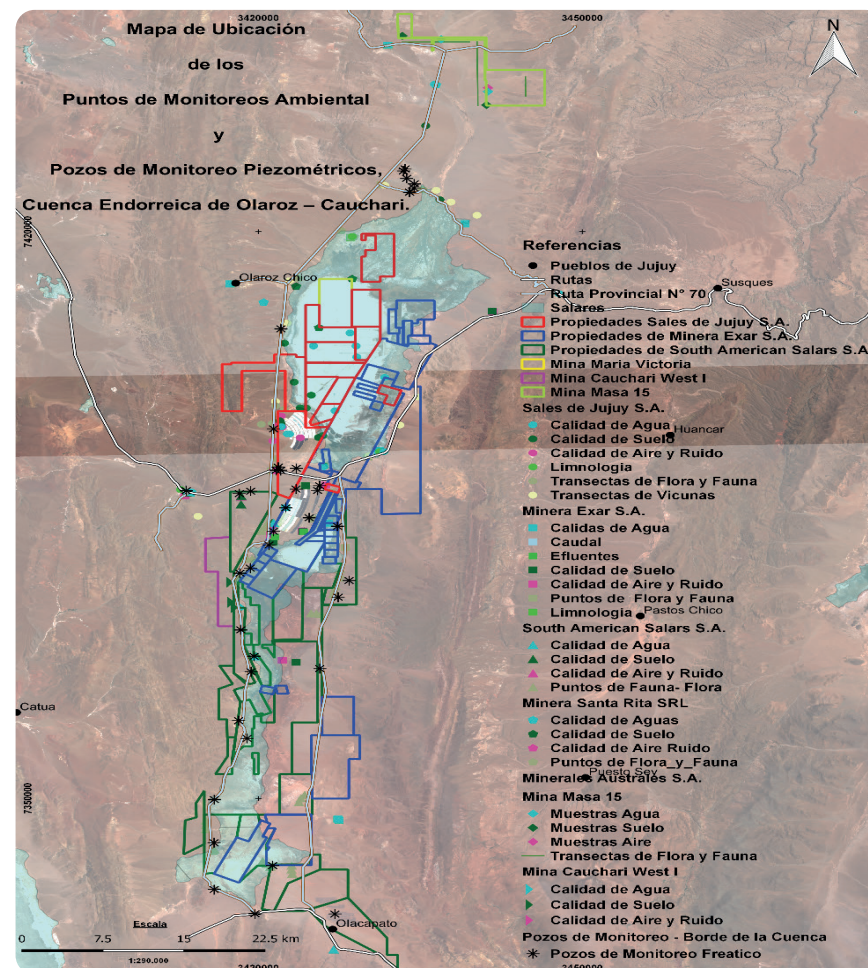 3420000
3450000
N
Mapa de Ubicación
de los
Puntos de Monitoreos Ambiental
y
Pozos de Monitoreo Piezométricos,
Cuenca Endorreica de Olaroz – Cauchari.
7420000
Olaroz Chico
Susques
Huancar
Pastos Chico
Catua
Puesto Sey
7350000
Olacapato
Referencias
Pueblos de Jujuy
Rutas
Ruta Provincial N° 70
Salares
Propiedades Sales de Jujuy S.A.
Propiedades de Minera Exar S.A.
Propiedades de South American Salars S.A
Mina Maria Victoria
Mina Cauchari West I
Mina Masa 15
Sales de Jujuy S.A.
Calidad de Agua
Calidad de Suelo
Calidad de Aire y Ruido
Limnologia
Transectas de Flora y Fauna
Transectas de Vicunas
Minera Exar S.A.
Calidas de Agua
Caudal
Efluentes
Calidad de Suelo
Calidad de Aire y Ruido
Puntos de Flora y Fauna
Limnologia
South American Salars S.A.
Calidad de Agua
Calidad de Suelo
Calidad de Aire y Ruido
Puntos de Fauna- Flora
Minera Santa Rita SRL
Calidad de Aguas
Calidad de Suelo
Calidad de Aire Ruido
Puntos de Flora_y_Fauna
Minerales Australes S.A.
Mina Masa 15
Muestras Agua
Muestras Suelo
Muestras Aire
Transectas de Flora y Fauna
Mina Cauchari West I
Calidad de Agua
Calidad de Suelo
Calidad de Aire y Ruido
Pozos de Monitoreo - Borde de la Cuenca
Pozos de Monitoreo Freatico
Escala
0 7.5 15 22.5 km
1:290.000
3420000
3450000